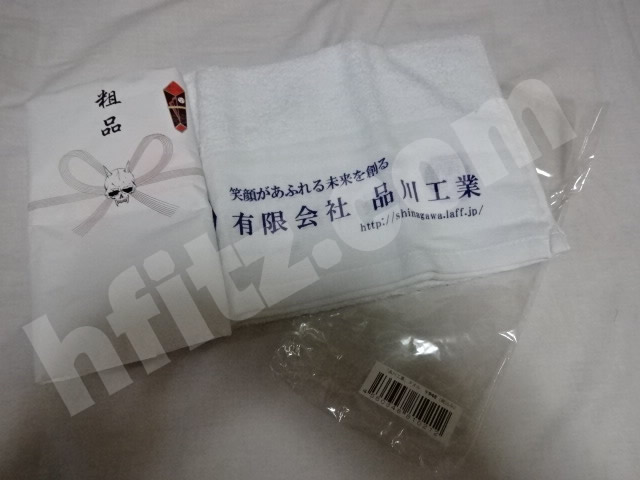 粗品
笑顔があふれる未来を創る
有限会社 品川工業
http://shinagawa.laff.jp/
hfitz.com